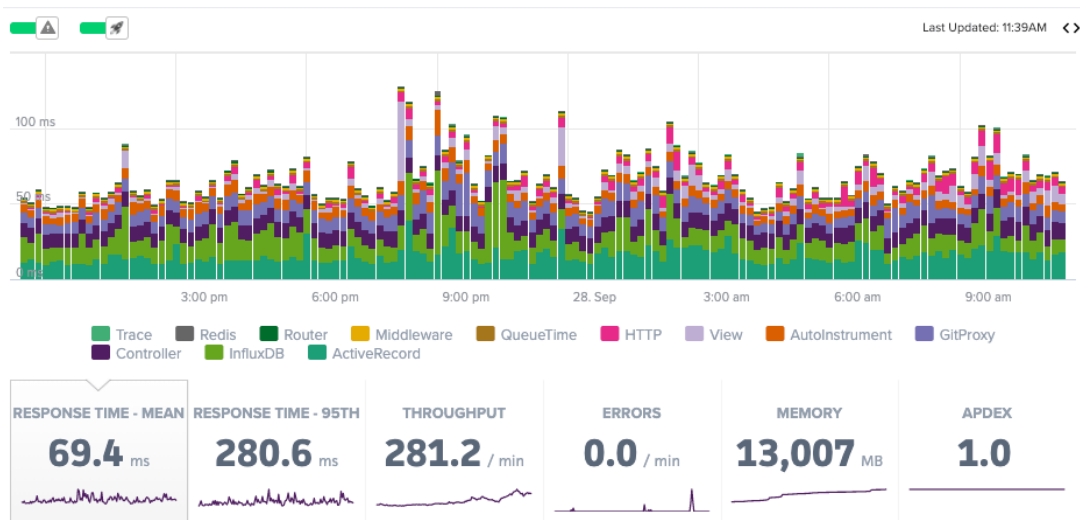 Last Updated: 11:39AM
100 ms
50 ms
0 ms
3:00 pm 6:00 pm 9:00 pm 28. Sep 3:00 am 6:00 am 9:00 am
Trace Redis Router Middleware QueueTime HTTP View AutoInstrument GitProxy
Controller InfluxDB ActiveRecord
RESPONSE TIME - MEAN RESPONSE TIME - 95TH THROUGHPUT ERRORS MEMORY APDEX
69.4 ms 280.6 ms 281.2 / min 0.0 / min 13,007 MB 1.0